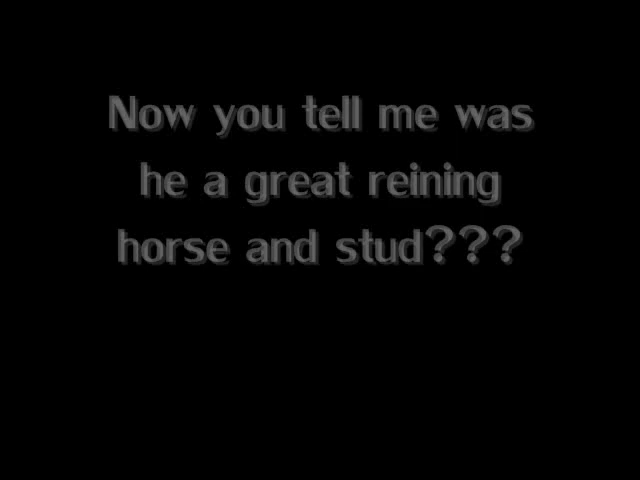 Now you tell me was
he a great reining
horse and stud???